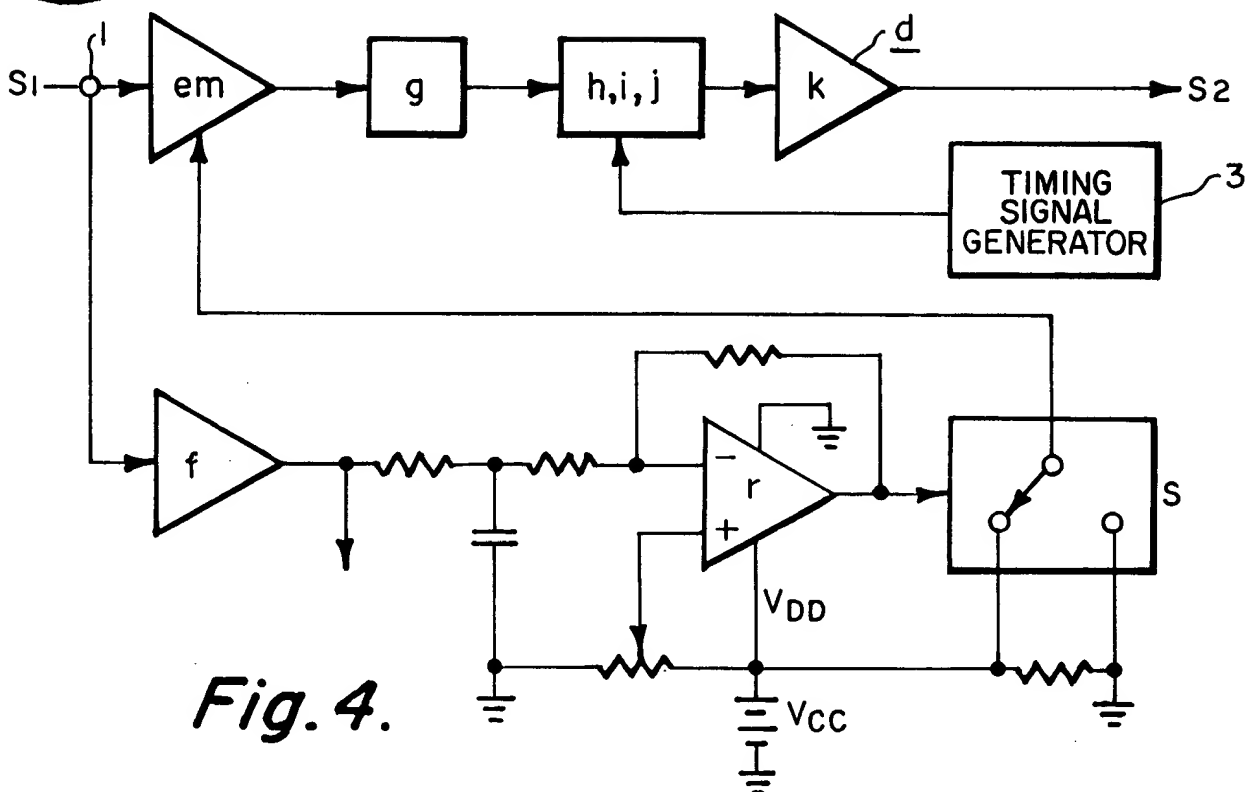 1
S1
em
g
h, i, j
k
d
S2
TIMING
SIGNAL
GENERATOR
3
f
−
r
+
S
VDD
VCC
Fig. 4.